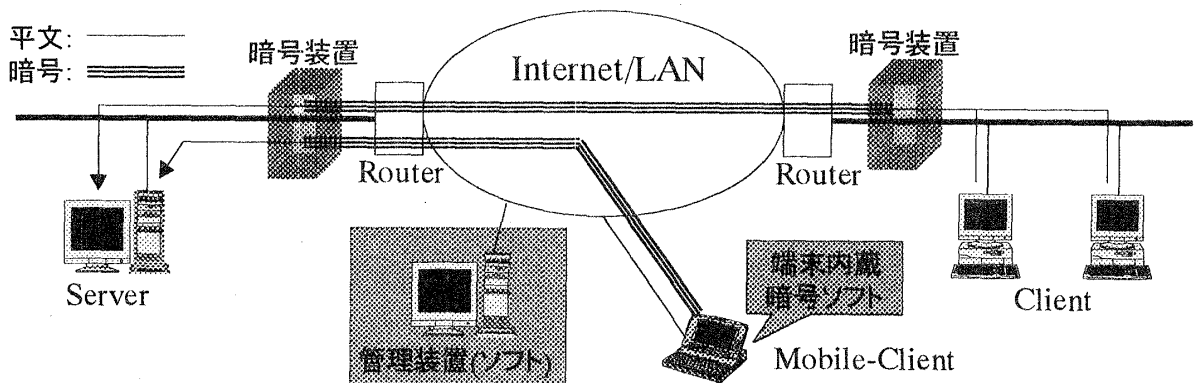 平文:
暗号:
暗号装置
Internet/LAN
暗号装置
Router
Router
Server
管理装置(ソフト)
端末内蔵
暗号ソフト
Mobile-Client
Client